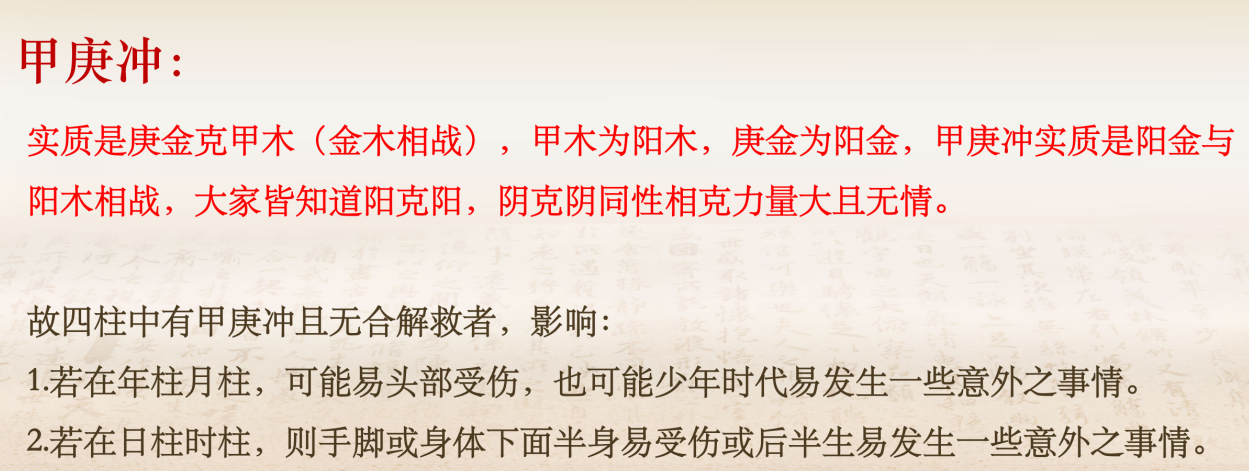 甲庚冲：
实质是庚金克甲木（金木相战），甲木为阳木，庚金为阳金，甲庚冲实质是阳金与
阳木相战，大家皆知道阳克阳，阴克阴同性相克力量大且无情。
故四柱中有甲庚冲且无合解救者，影响：
1.若在年柱月柱，可能易头部受伤，也可能少年时代易发生一些意外之事情。
2.若在日柱时柱，则手脚或身体下面半身易受伤或后半生易发生一些意外之事情。